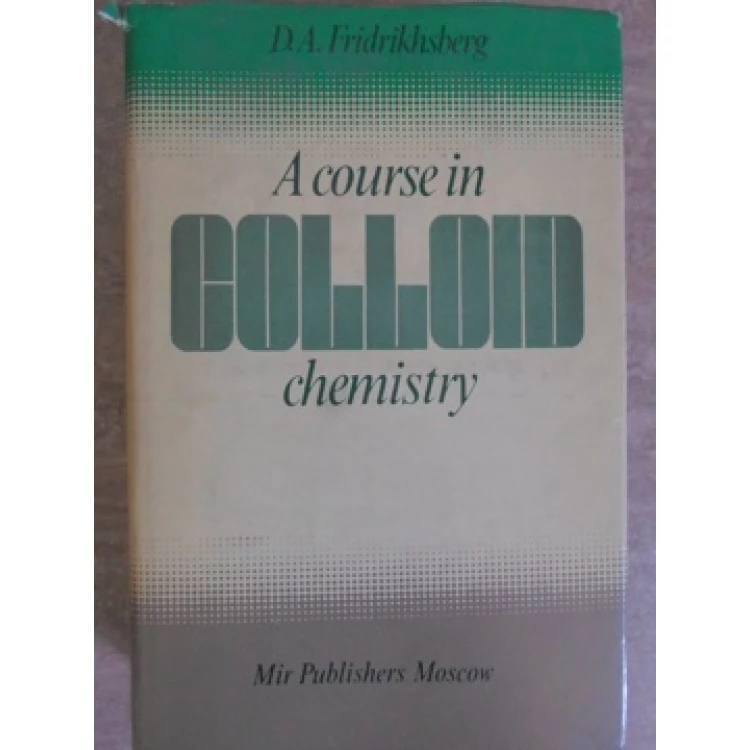 D. A. Fridrikhsberg
A course in
COLLOID
chemistry
Mir Publishers Moscow